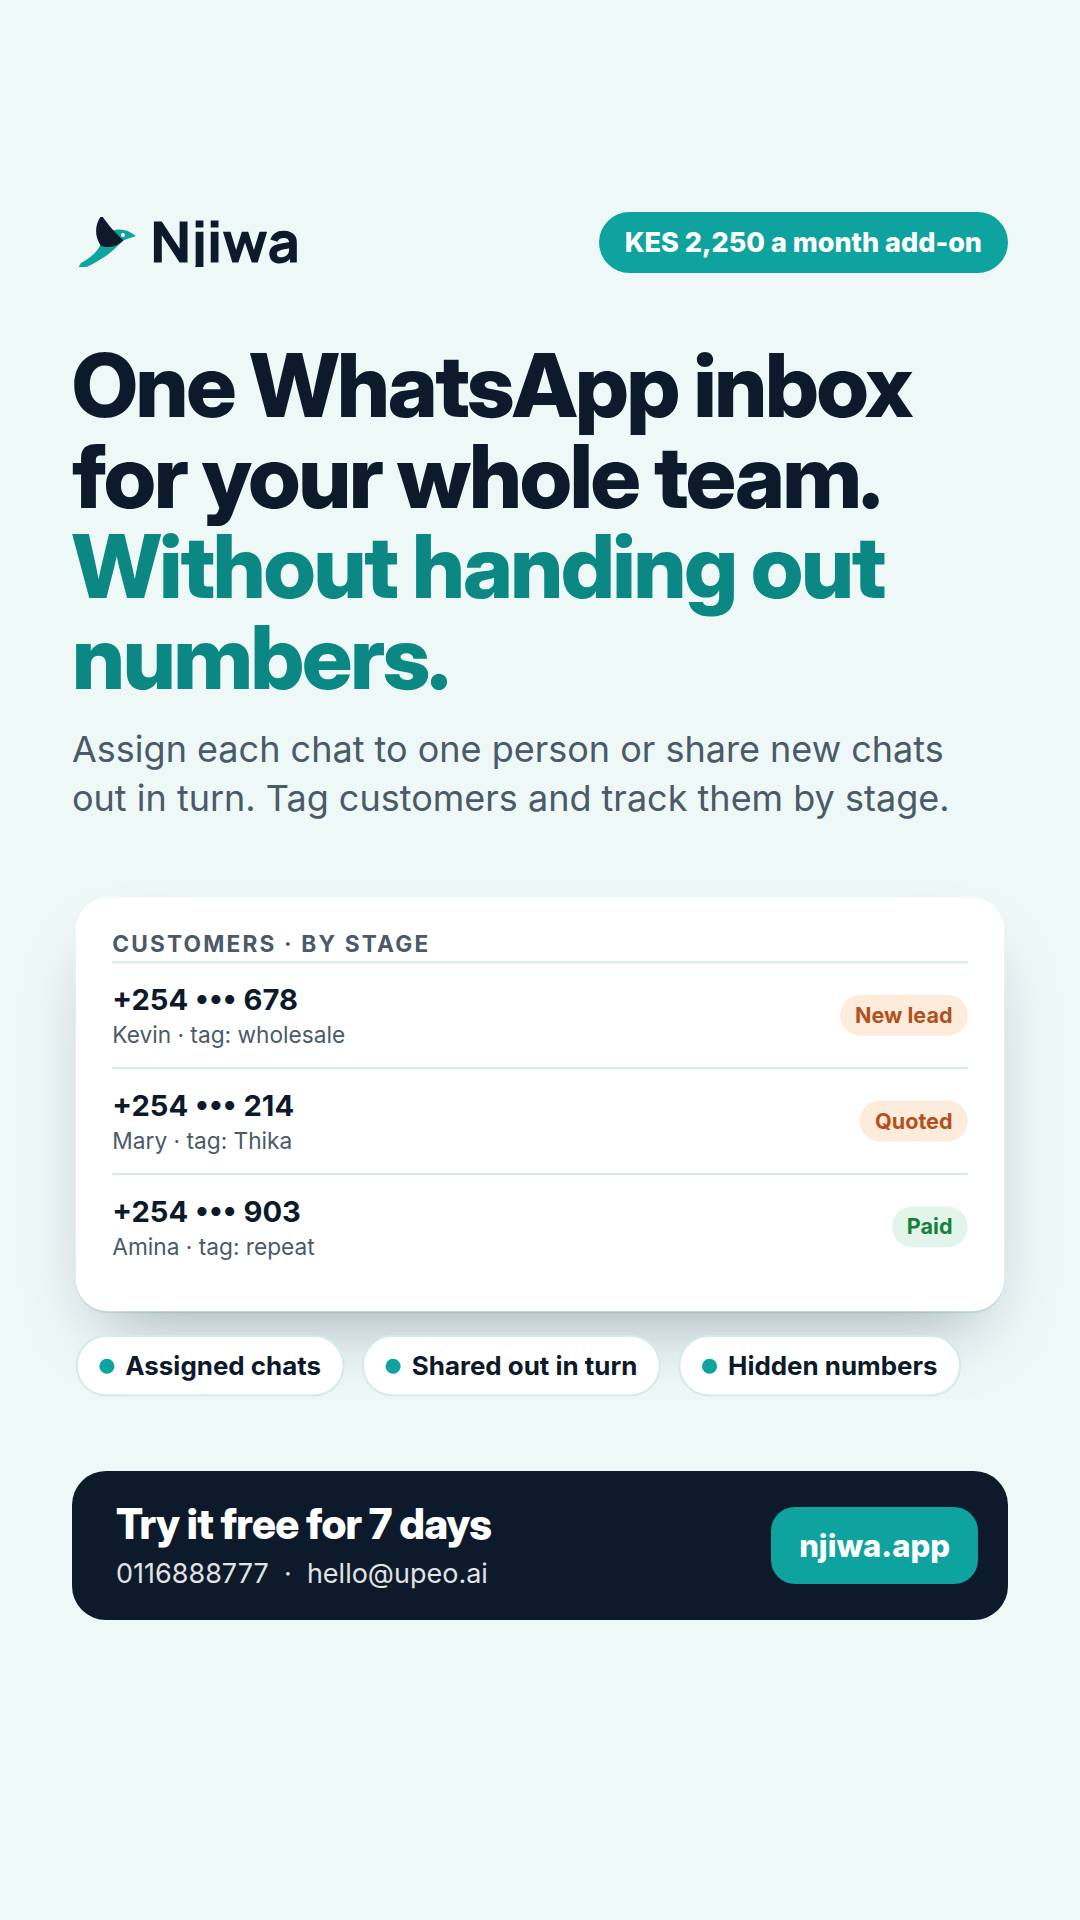 Njiwa
KES 2,250 a month add-on
One WhatsApp inbox
for your whole team.
Without handing out
numbers.
Assign each chat to one person or share new chats
out in turn. Tag customers and track them by stage.
CUSTOMERS · BY STAGE
+254 ••• 678
Kevin · tag: wholesale
New lead
+254 ••• 214
Mary · tag: Thika
Quoted
+254 ••• 903
Amina · tag: repeat
Paid
Assigned chats
Shared out in turn
Hidden numbers
Try it free for 7 days
0116888777 · hello@upeo.ai
njiwa.app